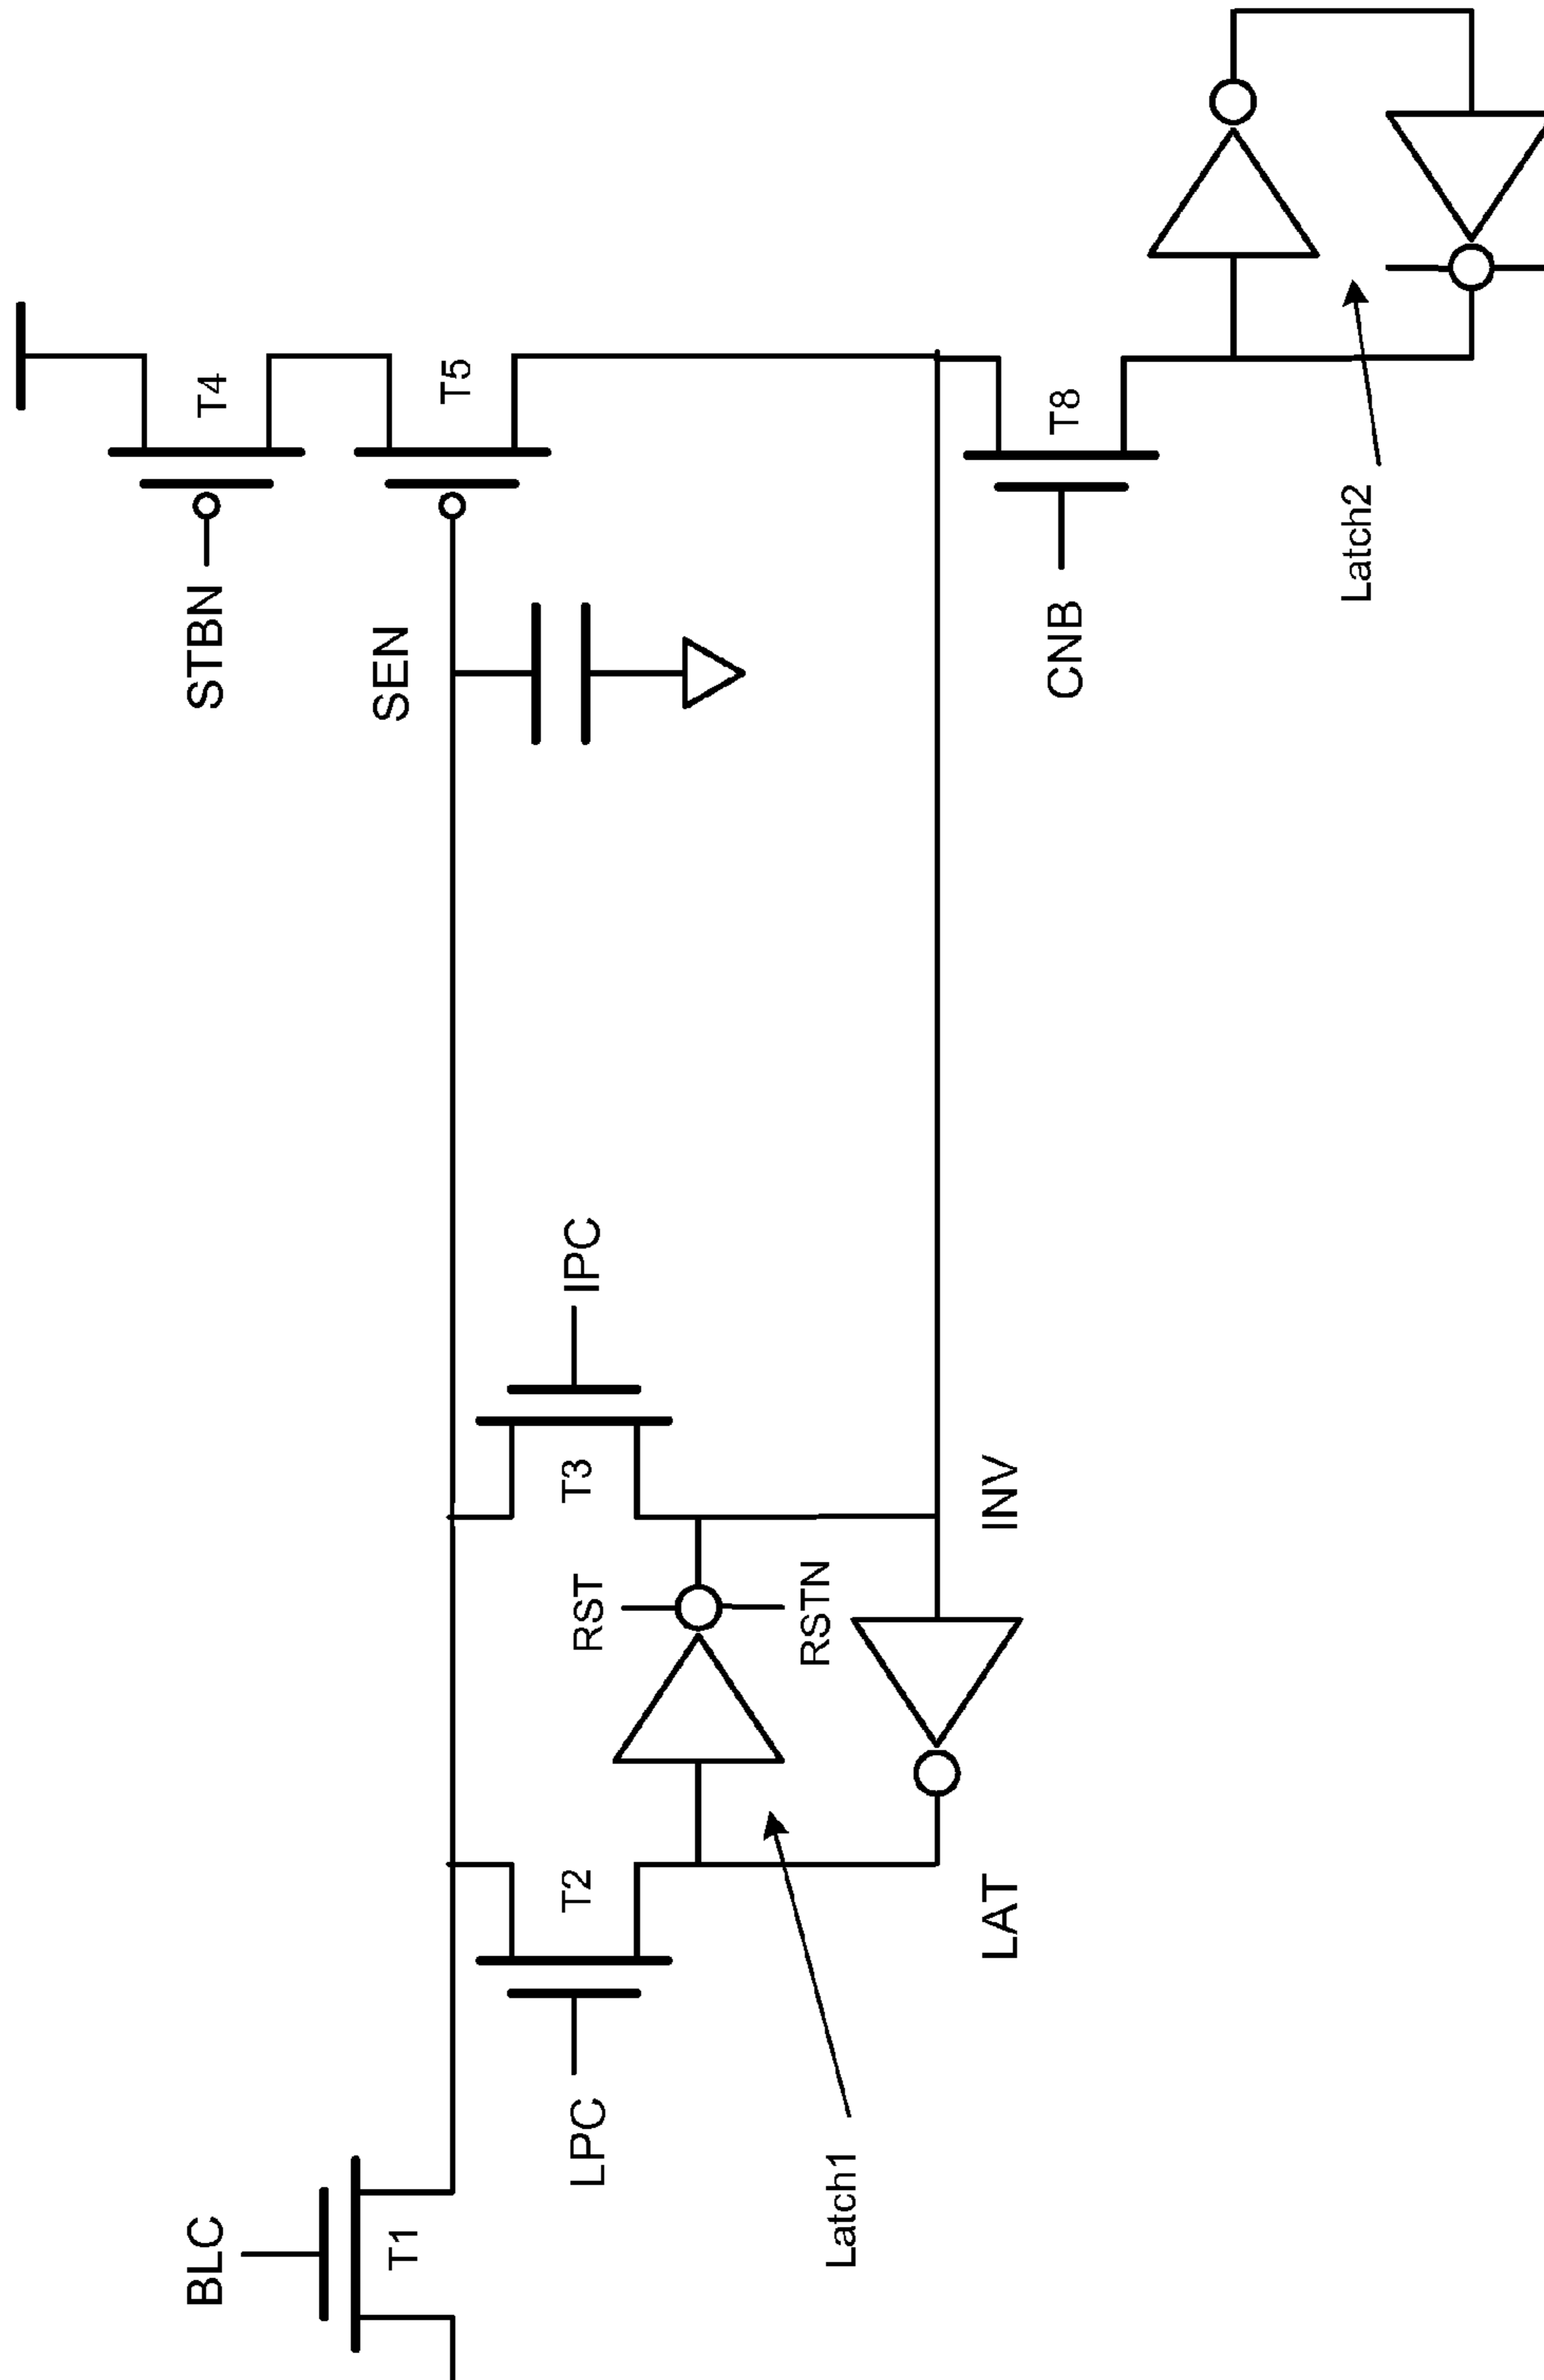 BLC
T1
LPC
T2
LAT
Latch1
RST
RSTN
T3
IPC
INV
STBN
T4
SEN
T5
CNB
T8
Latch2